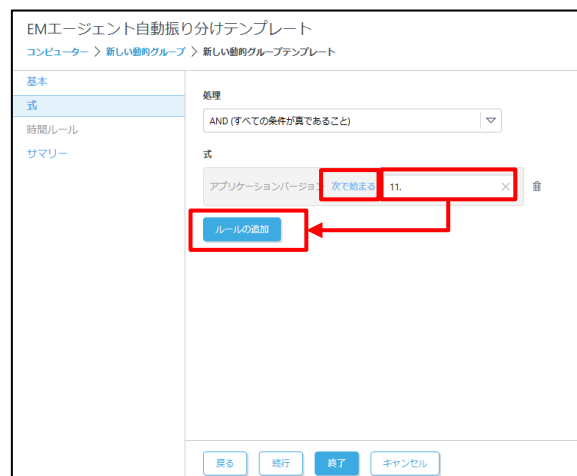 EMエージェント自動振り分けテンプレート
コンピューター > 新しい動的グループ > 新しい動的グループテンプレート
基本
式
時間ルール
サマリー
処理
AND (すべての条件が真であること)
式
アプリケーションバージョン 次で始まる 11.
ルールの追加
戻る 続行 終了 キャンセル